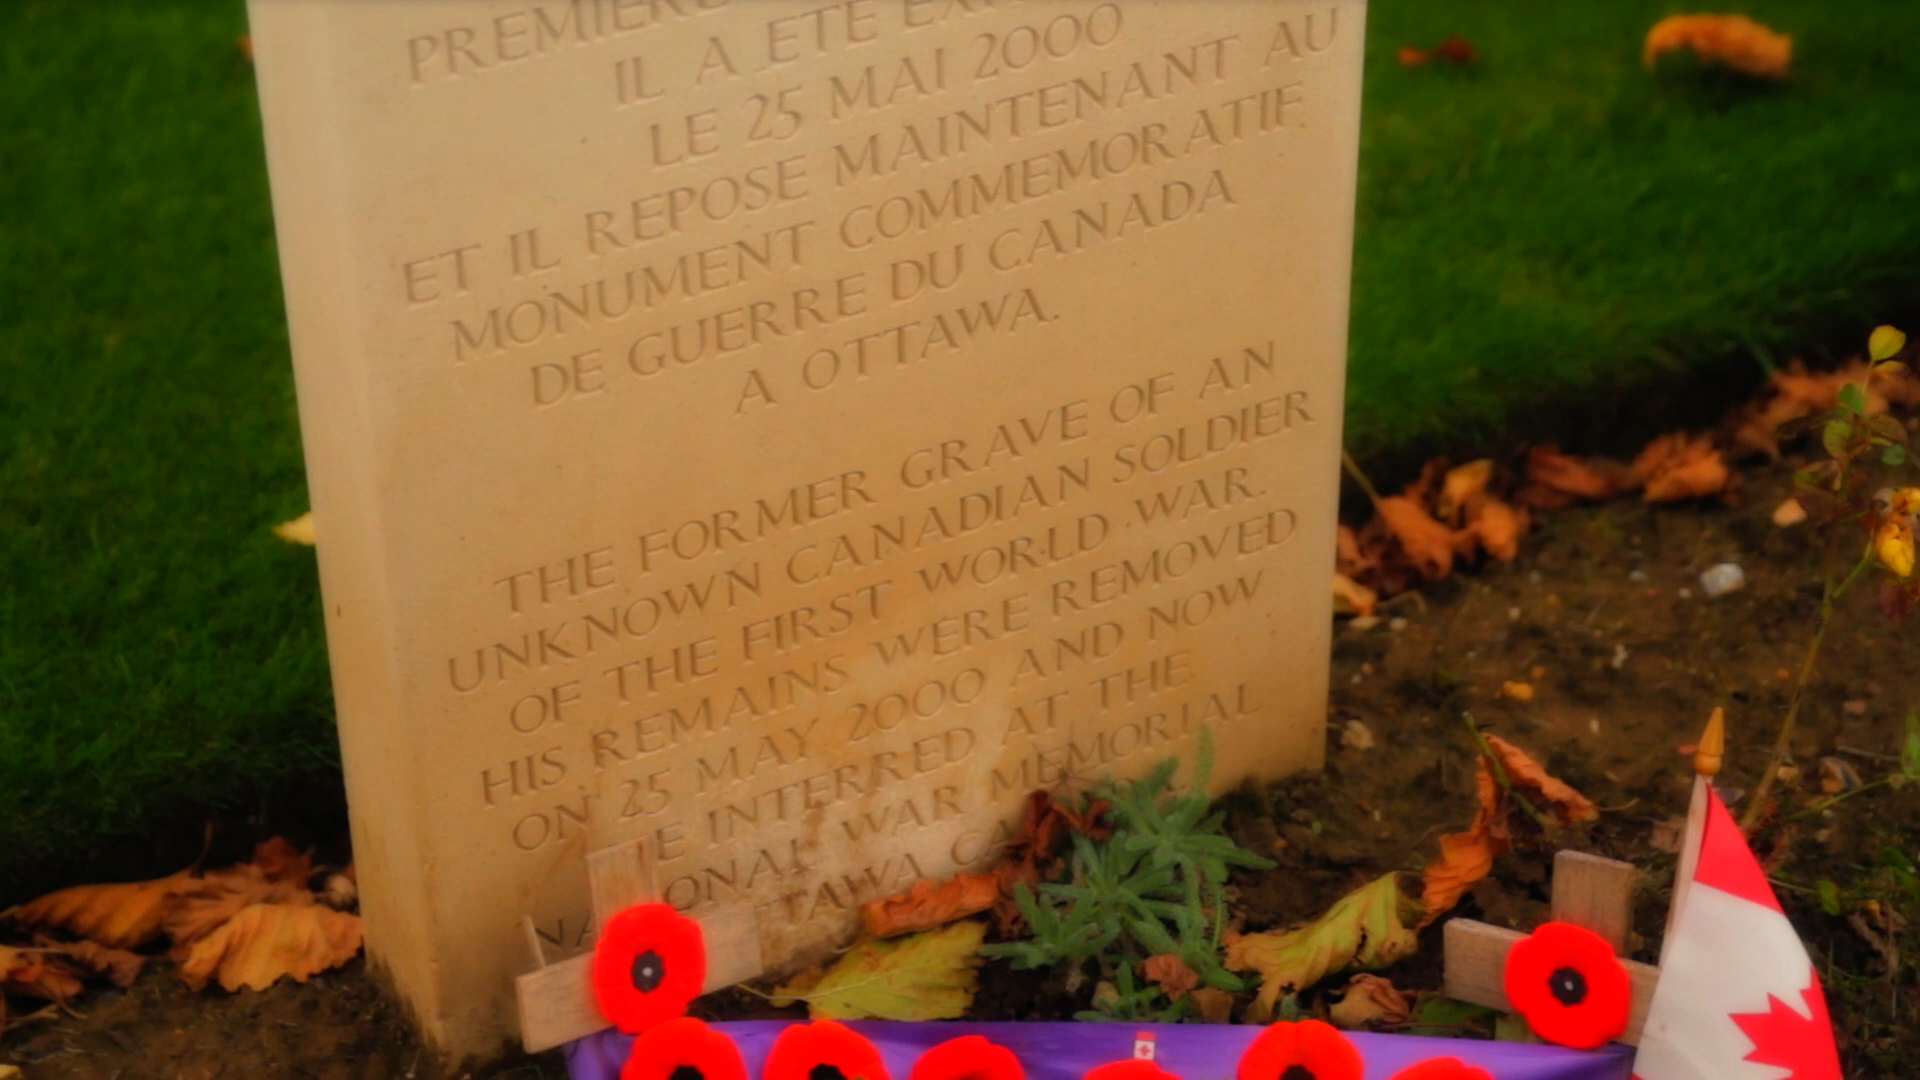 PREMIÈRE
IL A ETE
LE 25 MAI 2000
ET IL REPOSE MAINTENANT AU
MONUMENT COMMEMORATIF
DE GUERRE DU CANADA
A OTTAWA.
THE FORMER GRAVE OF AN
UNKNOWN CANADIAN SOLDIER
OF THE FIRST WORLD WAR.
HIS REMAINS WERE REMOVED
ON 25 MAY 2000 AND NOW
INTERRED AT THE
WAR MEMORIAL